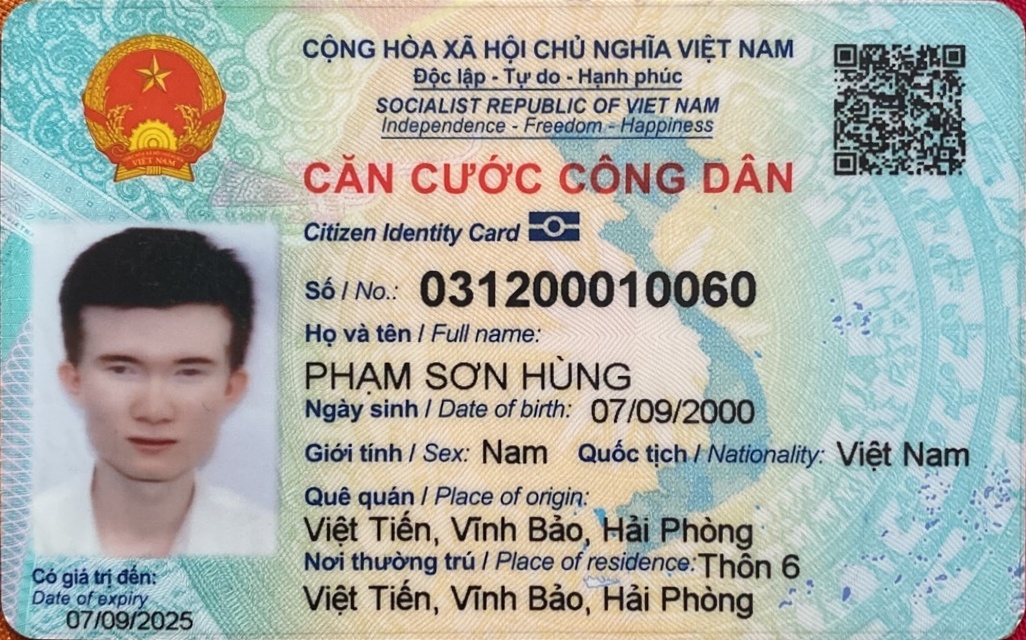 CỘNG HÒA XÃ HỘI CHỦ NGHĨA VIỆT NAM
Độc lập - Tự do - Hạnh phúc
SOCIALIST REPUBLIC OF VIET NAM
Independence - Freedom - Happiness
CĂN CƯỚC CÔNG DÂN
Citizen Identity Card
Số / No.: 031200010060
Họ và tên / Full name:
PHẠM SƠN HÙNG
Ngày sinh / Date of birth: 07/09/2000
Giới tính / Sex: Nam Quốc tịch / Nationality: Việt Nam
Quê quán / Place of origin:
Việt Tiến, Vĩnh Bảo, Hải Phòng
Nơi thường trú / Place of residence: Thôn 6
Việt Tiến, Vĩnh Bảo, Hải Phòng
Có giá trị đến:
Date of expiry
07/09/2025
VIỆT NAM